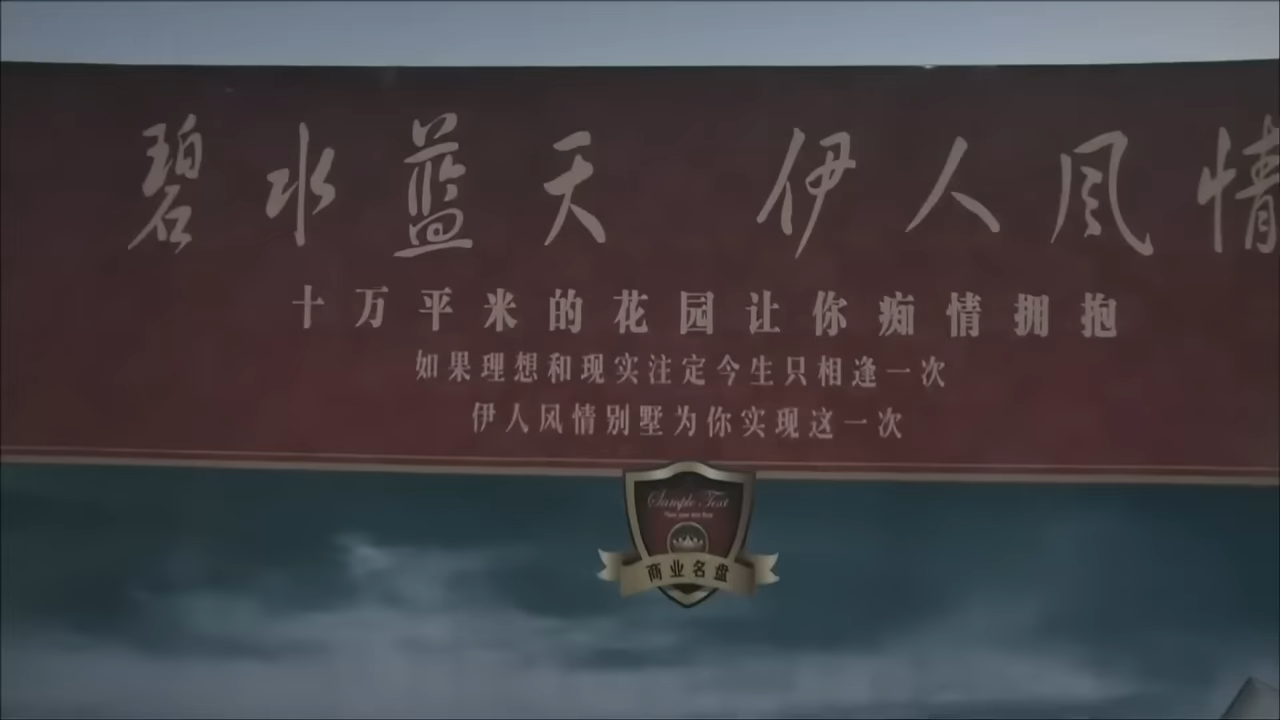 碧水蓝天 伊人风情
十万平米的花园让你痴情拥抱
如果理想和现实注定今生只相逢一次
伊人风情别墅为你实现这一次
Sample Text
商业名盘